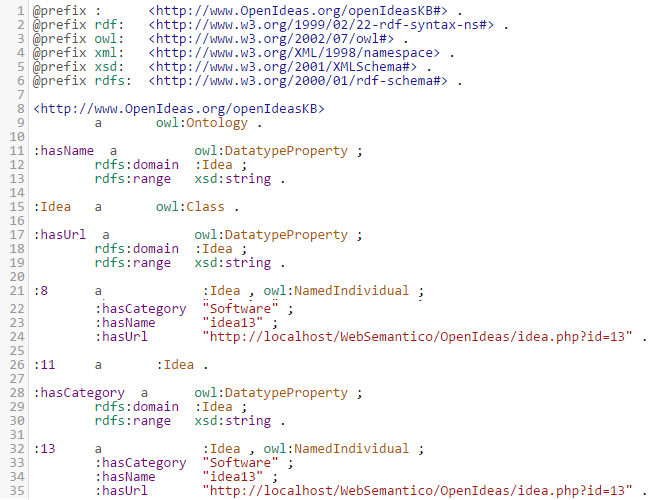 1 @prefix :      <http://www.OpenIdeas.org/openIdeasKB#> .
2 @prefix rdf:   <http://www.w3.org/1999/02/22-rdf-syntax-ns#> .
3 @prefix owl:   <http://www.w3.org/2002/07/owl#> .
4 @prefix xml:   <http://www.w3.org/XML/1998/namespace> .
5 @prefix xsd:   <http://www.w3.org/2001/XMLSchema#> .
6 @prefix rdfs:  <http://www.w3.org/2000/01/rdf-schema#> .
7
8 <http://www.OpenIdeas.org/openIdeasKB>
9         a       owl:Ontology .
10
11 :hasName  a          owl:DatatypeProperty ;
12         rdfs:domain  :Idea ;
13         rdfs:range   xsd:string .
14
15 :Idea   a       owl:Class .
16
17 :hasUrl  a           owl:DatatypeProperty ;
18         rdfs:domain  :Idea ;
19         rdfs:range   xsd:string .
20
21 :8      a             :Idea , owl:NamedIndividual ;
22         :hasCategory  "Software" ;
23         :hasName      "idea13" ;
24         :hasUrl       "http://localhost/WebSemantico/OpenIdeas/idea.php?id=13" .
25
26 :11     a       :Idea .
27
28 :hasCategory  a      owl:DatatypeProperty ;
29         rdfs:domain  :Idea ;
30         rdfs:range   xsd:string .
31
32 :13     a             :Idea , owl:NamedIndividual ;
33         :hasCategory  "Software" ;
34         :hasName      "idea13" ;
35         :hasUrl       "http://localhost/WebSemantico/OpenIdeas/idea.php?id=13" .